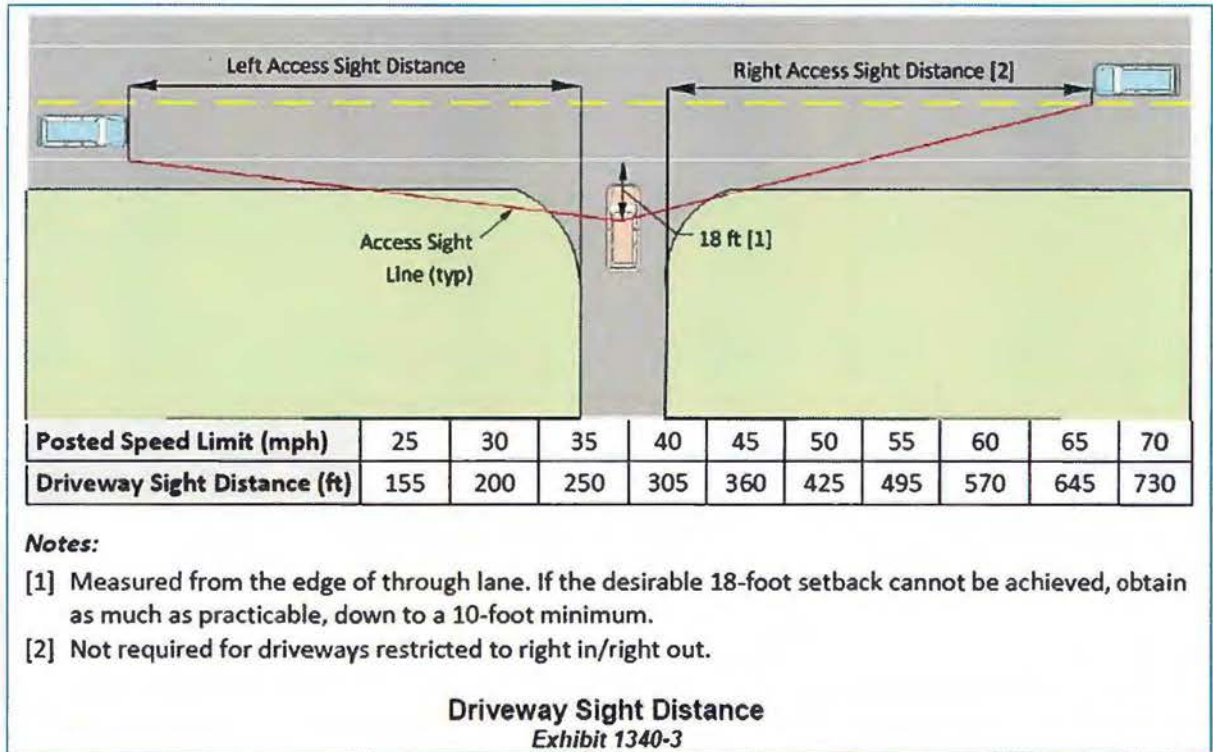 Left Access Sight Distance
Right Access Sight Distance [2]
Access Sight
Line (typ)
18 ft [1]
Posted Speed Limit (mph) 25 30 35 40 45 50 55 60 65 70
Driveway Sight Distance (ft) 155 200 250 305 360 425 495 570 645 730
Notes:
[1] Measured from the edge of through lane. If the desirable 18-foot setback cannot be achieved, obtain
as much as practicable, down to a 10-foot minimum.
[2] Not required for driveways restricted to right in/right out.
Driveway Sight Distance
Exhibit 1340-3